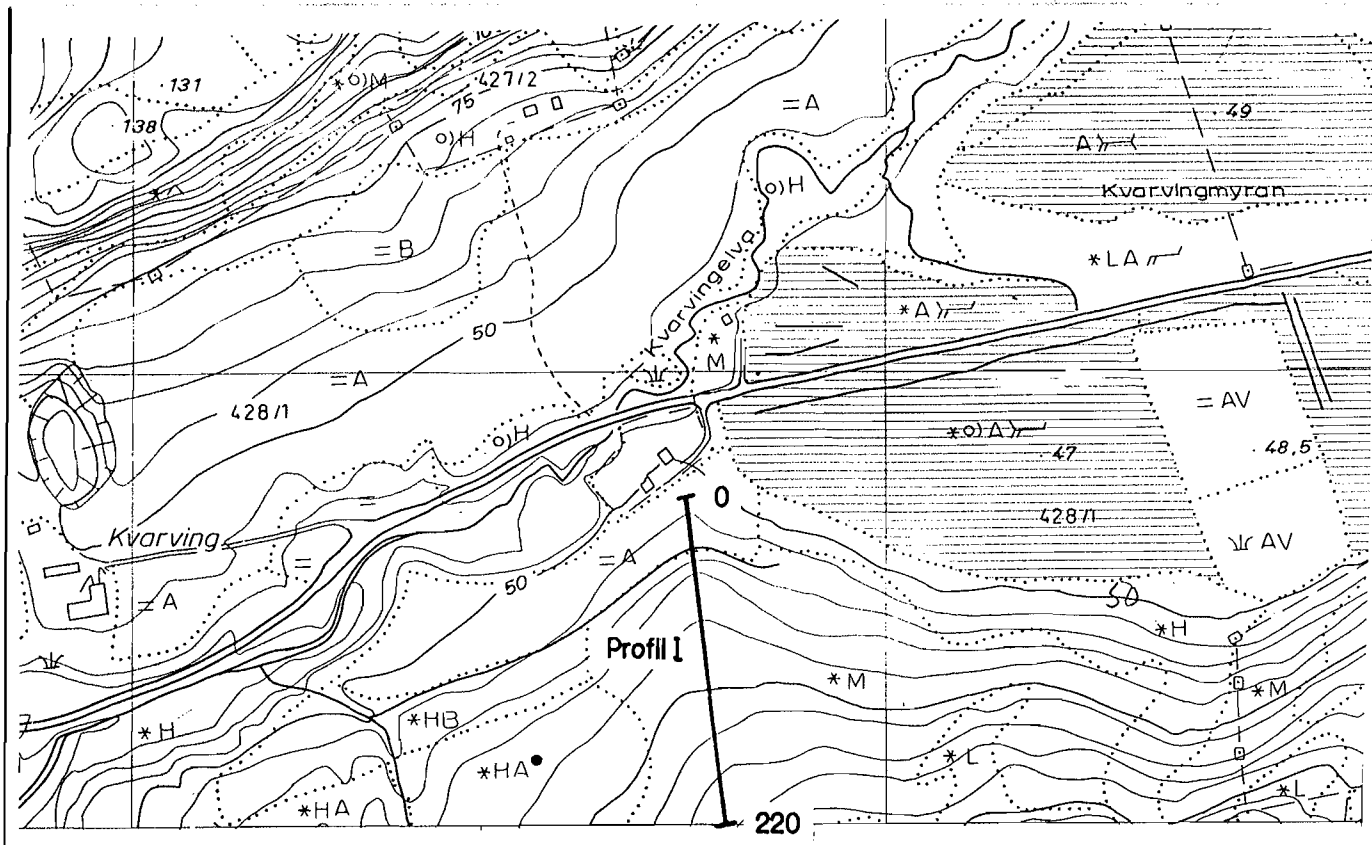 131
138
*o)M
75
427/2
o)H
= A
49
A
Kvarvingmyran
o)H
= B
*LA
Kvarvingelva
*A
50
*
M
= A
428/1
o)H
= AV
*o)A
47
48,5
0
428/1
Kvarving
=
=
= A
50
= A
AV
50
*H
Profil I
*M
*M
*H
*HB
*HA
*L
*L
*HA
220